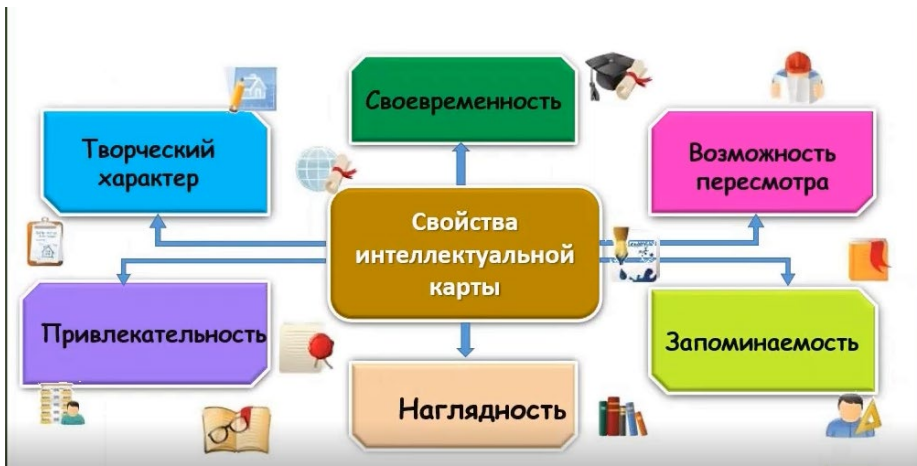 Своевременность
Творческий
характер
Возможность
пересмотра
Свойства
интеллектуальной
карты
Привлекательность
Запоминаемость
Наглядность